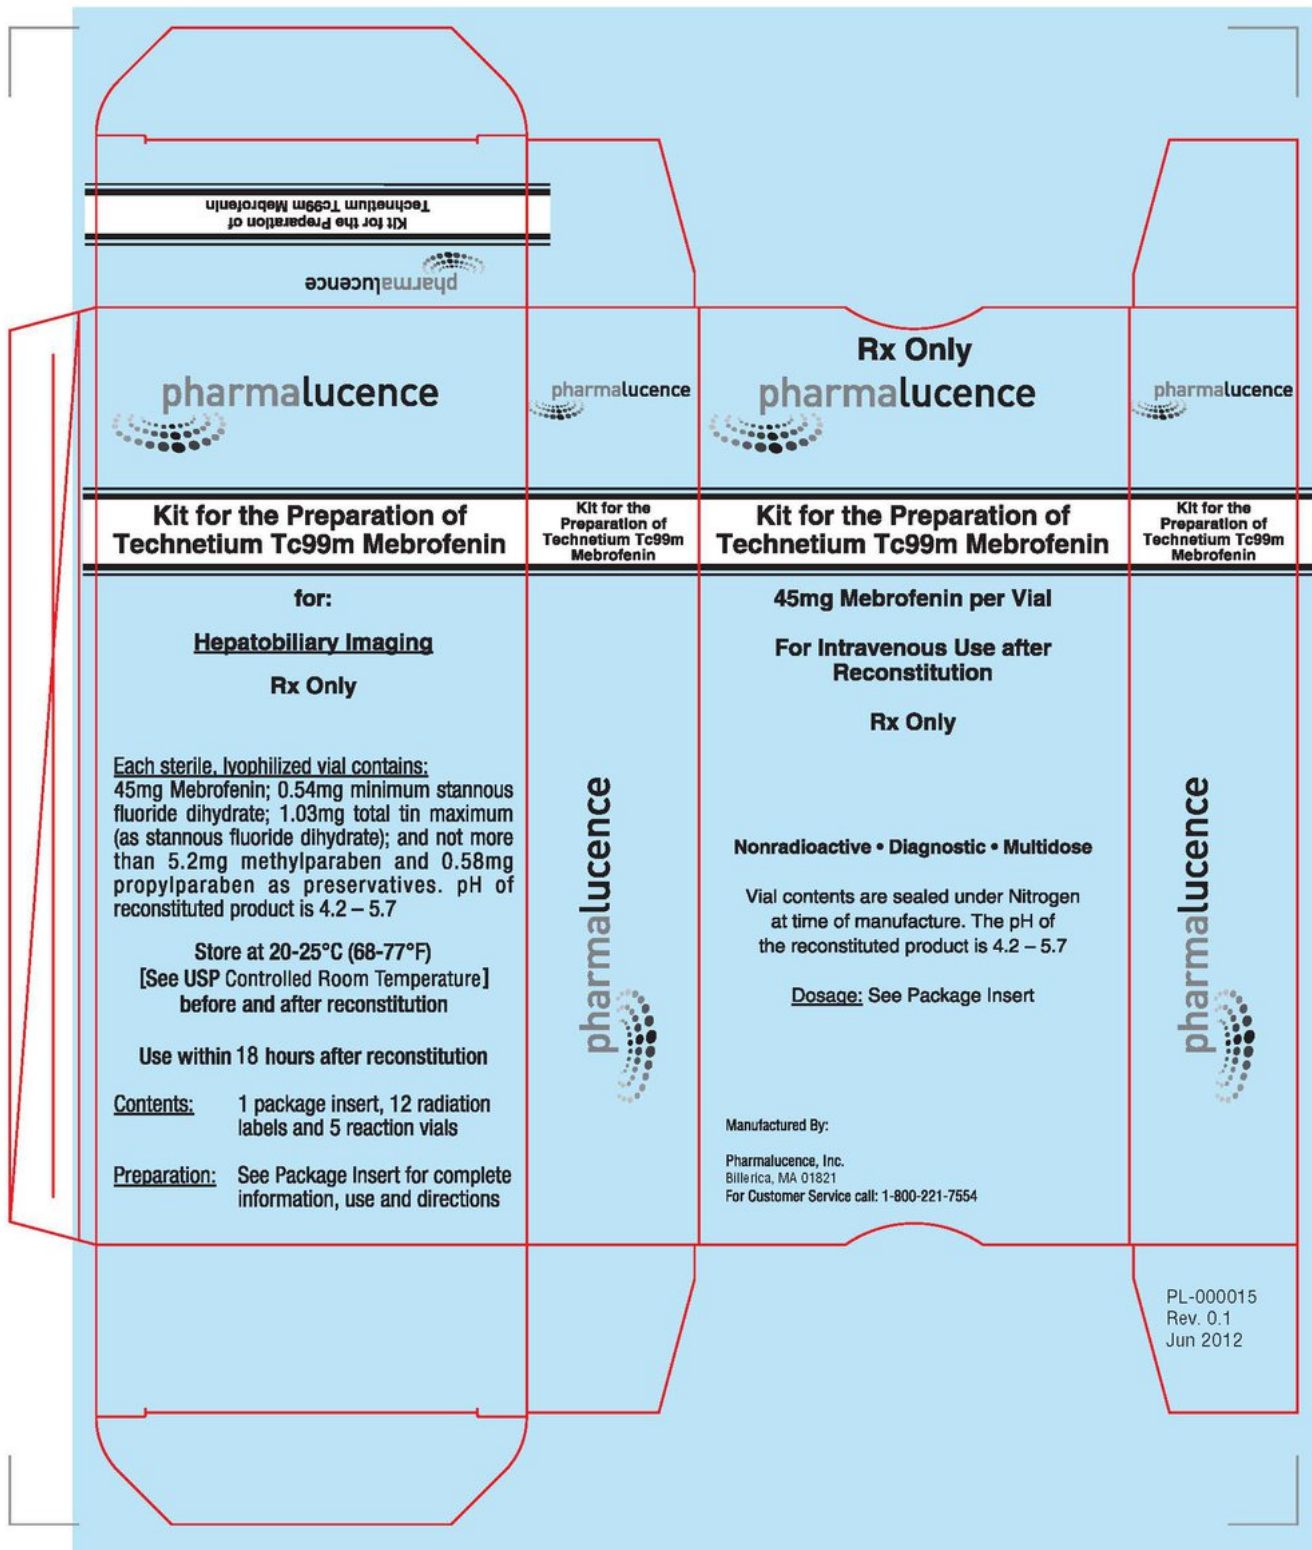 Kit for the Preparation of
Technetium Tc99m Mebrofenin
pharmalucence
pharmalucence
Kit for the Preparation of
Technetium Tc99m Mebrofenin
for:
Hepatobiliary Imaging
Rx Only
Each sterile, lyophilized vial contains:
45mg Mebrofenin; 0.54mg minimum stannous
fluoride dihydrate; 1.03mg total tin maximum
(as stannous fluoride dihydrate); and not more
than 5.2mg methylparaben and 0.58mg
propylparaben as preservatives. pH of
reconstituted product is 4.2 – 5.7
Store at 20-25°C (68-77°F)
[See USP Controlled Room Temperature]
before and after reconstitution
Use within 18 hours after reconstitution
Contents: 1 package insert, 12 radiation
labels and 5 reaction vials
Preparation: See Package Insert for complete
information, use and directions
pharmalucence
Kit for the
Preparation of
Technetium Tc99m
Mebrofenin
pharmalucence
Rx Only
pharmalucence
Kit for the Preparation of
Technetium Tc99m Mebrofenin
45mg Mebrofenin per Vial
For Intravenous Use after
Reconstitution
Rx Only
Nonradioactive • Diagnostic • Multidose
Vial contents are sealed under Nitrogen
at time of manufacture. The pH of
the reconstituted product is 4.2 – 5.7
Dosage: See Package Insert
Manufactured By:
Pharmalucence, Inc.
Billerica, MA 01821
For Customer Service call: 1-800-221-7554
pharmalucence
Kit for the
Preparation of
Technetium Tc99m
Mebrofenin
pharmalucence
PL-000015
Rev. 0.1
Jun 2012